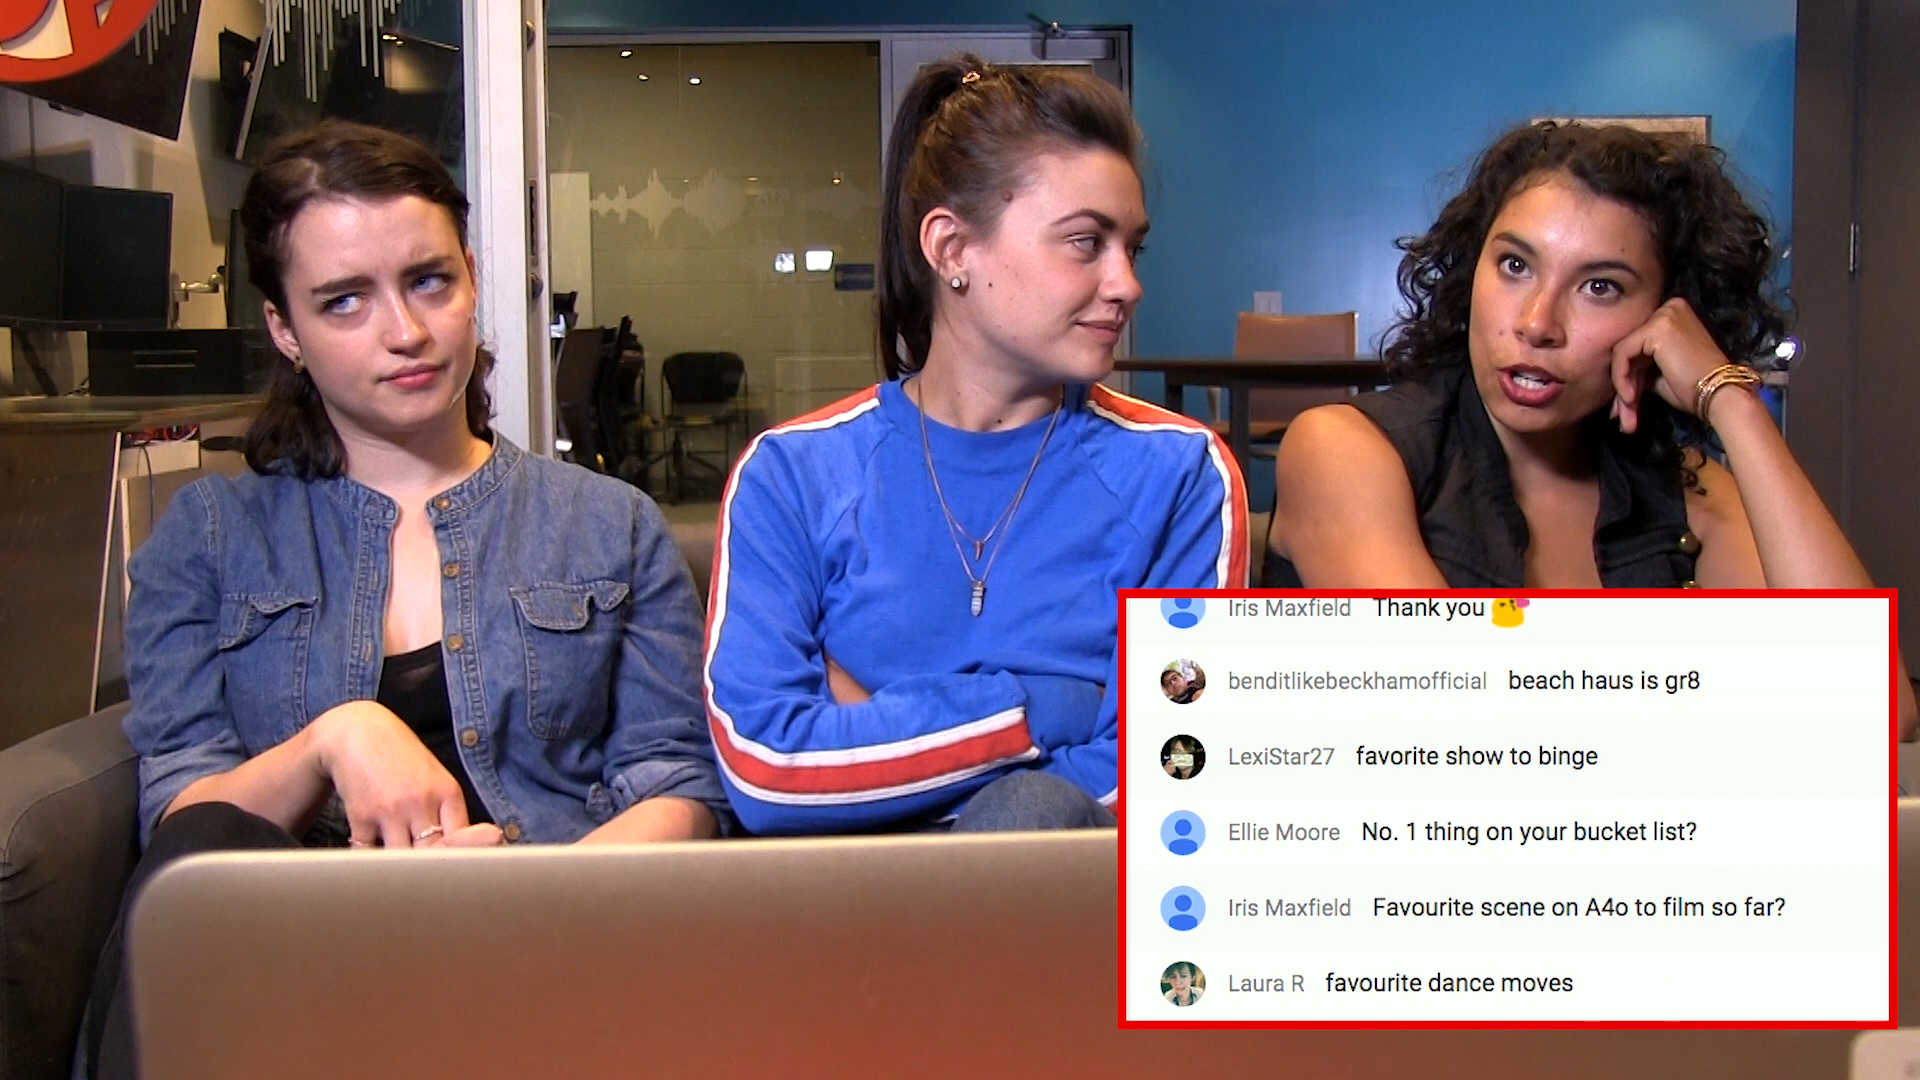 Iris Maxfield Thank you
benditlikebeckhamofficial beach haus is gr8
LexiStar27 favorite show to binge
Ellie Moore No. 1 thing on your bucket list?
Iris Maxfield Favourite scene on A4o to film so far?
Laura R favourite dance moves